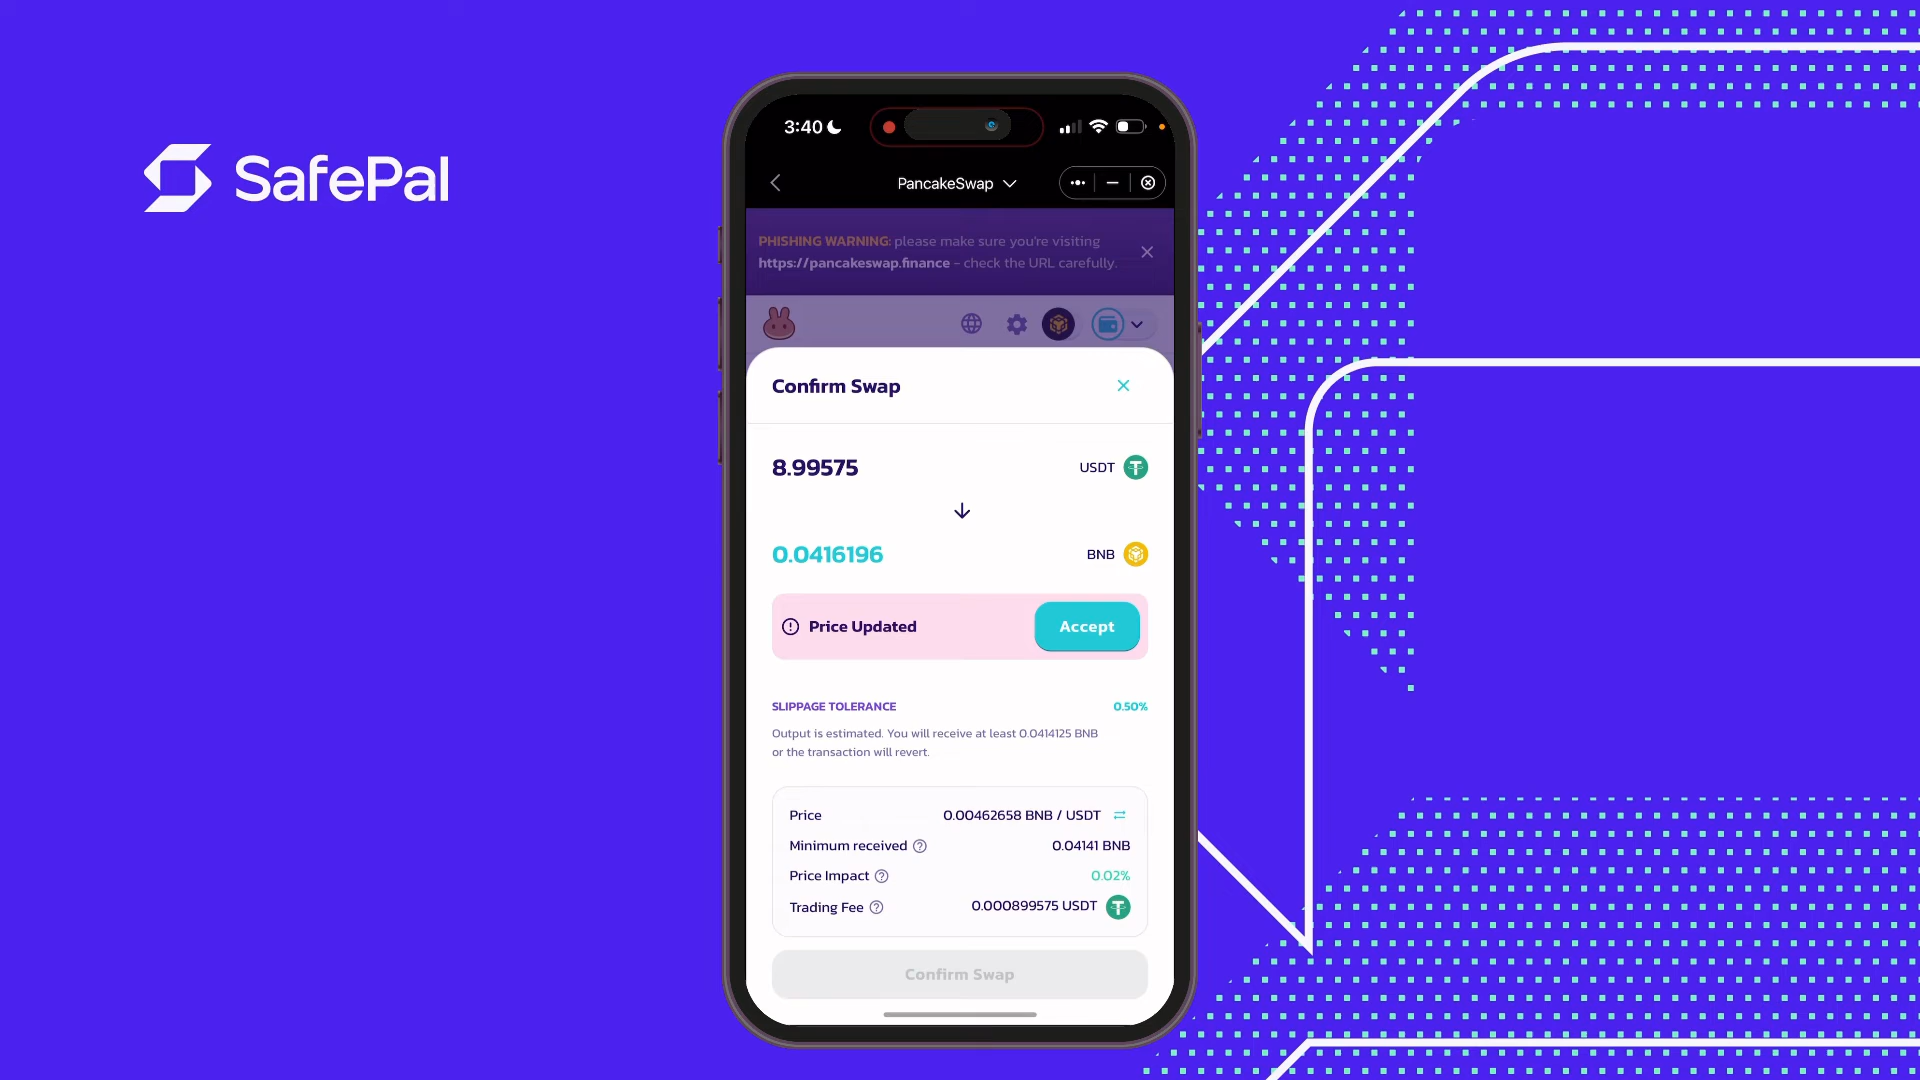 SafePal
3:40
PancakeSwap
PHISHING WARNING: please make sure you're visiting
https://pancakeswap.finance - check the URL carefully.
Confirm Swap
8.99575 USDT
0.0416196 BNB
Price Updated Accept
SLIPPAGE TOLERANCE 0.50%
Output is estimated. You will receive at least 0.0414125 BNB
or the transaction will revert.
Price 0.00462658 BNB / USDT
Minimum received 0.04141 BNB
Price Impact 0.02%
Trading Fee 0.000899575 USDT
Confirm Swap